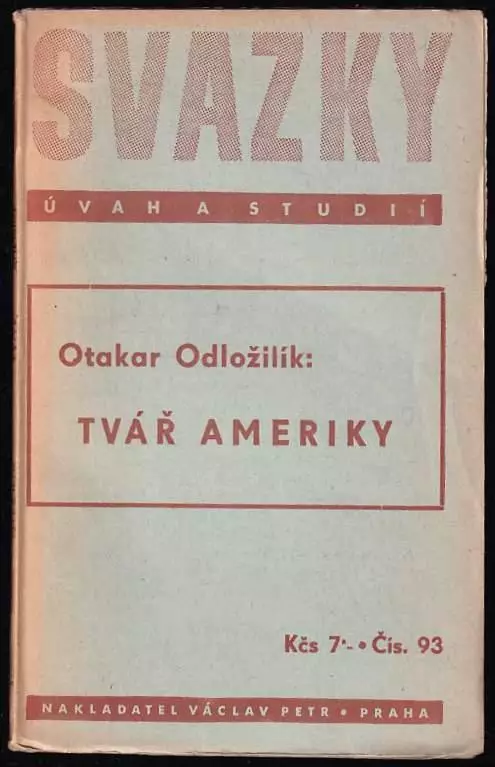 SVAZKY
ÚVAH A STUDIÍ
Otakar Odložilík:
TVÁŘ AMERIKY
Kčs 7·- • Čís. 93
NAKLADATEL VÁCLAV PETR • PRAHA